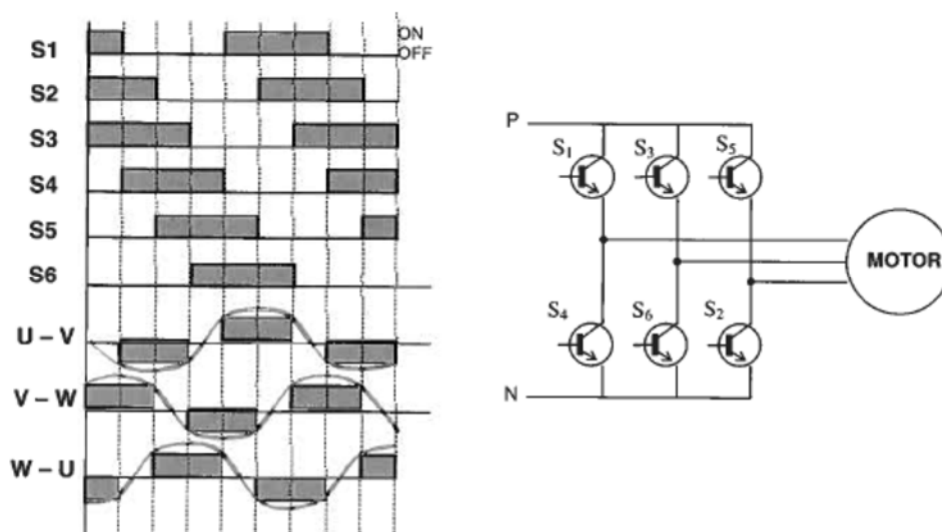 S1
ON
OFF
S2
S3
S4
S5
S6
U – V
V – W
W – U
P
S₁
S₃
S₅
MOTOR
S₄
S₆
S₂
N